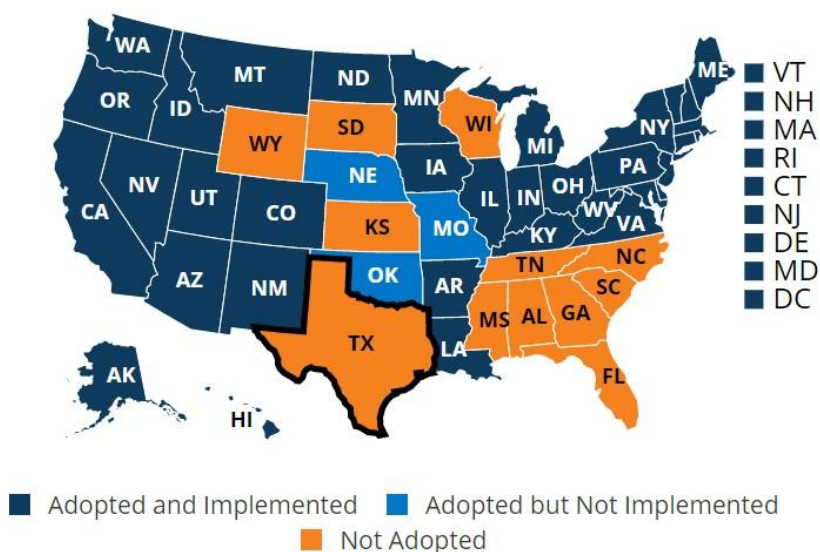 WA
ME
VT
MT
ND
OR
MN
NH
ID
SD
WI
NY
MA
WY
MI
RI
IA
PA
NE
CT
NV
OH
IL
IN
UT
CA
CO
WV
NJ
KS
MO
VA
KY
DE
NC
TN
MD
AZ
NM
OK
AR
SC
DC
MS
AL
GA
TX
LA
AK
FL
HI
Adopted and Implemented
Adopted but Not Implemented
Not Adopted